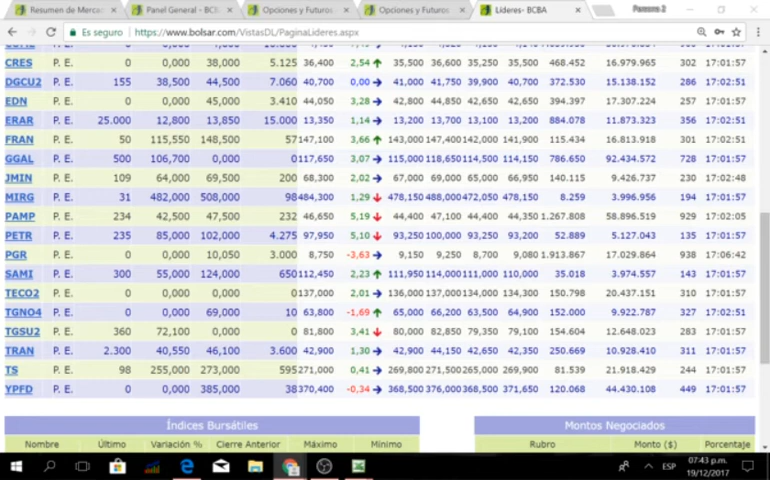 Resumen de Merca × Panel General - BCB × Opciones y Futuros × Opciones y Futuros × Líderes- BCBA × Persona 2
Es seguro | https://www.bolsar.com/VistasDL/PaginaLideres.aspx
CRES P. E. 0 0,000 38,000 5.125 36,400 2,54 35,500 36,600 35,250 35,500 468.452 16.979.965 302 17:01:57
DGCU2 P. E. 155 38,500 44,500 7.060 40,700 0,00 41,000 41,750 39,900 40,700 372.530 15.138.152 286 17:02:51
EDN P. E. 0 0,000 45,000 3.410 44,050 3,28 42,800 44,850 42,450 42,650 394.397 17.307.224 257 17:01:57
ERAR P. E. 25.000 12,800 13,850 15.000 13,350 1,14 13,200 13,700 13,100 13,200 884.078 11.873.323 356 17:02:51
FRAN P. E. 50 115,550 148,500 57 147,100 3,66 143,000 147,400 142,000 141,900 115.434 16.813.918 301 17:02:51
GGAL P. E. 500 106,700 0,000 0 117,650 3,07 115,000 118,650 114,500 114,150 786.650 92.434.572 728 17:01:57
JMIN P. E. 109 64,000 69,500 200 68,300 2,02 67,000 69,000 65,000 66,950 140.115 9.426.737 230 17:02:48
MIRG P. E. 31 482,000 508,000 98 484,300 1,29 478,150 488,000 472,050 478,150 8.259 3.996.956 194 17:01:57
PAMP P. E. 234 42,500 47,500 232 46,650 5,19 44,400 47,100 44,400 44,350 1.267.808 58.896.519 929 17:02:05
PETR P. E. 235 85,000 102,000 4.275 97,950 5,10 93,250 100,000 93,250 93,200 52.889 5.127.043 135 17:01:57
PGR P. E. 0 0,000 10,050 3.000 8,750 -3,63 9,150 9,250 8,700 9,080 1.913.867 17.029.864 938 17:06:42
SAMI P. E. 300 55,000 124,000 650 112,450 2,23 111,950 114,000 111,000 110,000 35.018 3.974.557 143 17:01:57
TECO2 P. E. 0 0,000 0,000 0 137,000 2,01 136,000 137,000 134,000 134,300 150.798 20.437.151 310 17:01:57
TGNO4 P. E. 0 0,000 69,000 10 63,800 -1,69 65,000 66,200 63,500 64,900 152.000 9.922.787 327 17:02:51
TGSU2 P. E. 360 72,100 0,000 0 81,800 3,41 80,000 82,850 79,350 79,100 154.604 12.648.023 283 17:01:57
TRAN P. E. 2.300 40,550 46,100 3.600 42,900 1,30 42,900 44,150 42,650 42,350 250.669 10.928.410 311 17:01:57
TS P. E. 98 255,000 273,000 595 271,000 0,41 269,800 271,500 265,000 269,900 81.539 21.918.429 244 17:01:57
YPFD P. E. 0 0,000 385,000 38 370,400 -0,34 368,500 376,000 368,500 371,650 120.068 44.430.108 449 17:01:57
Índices Bursátiles Montos Negociados
Nombre Último Variación % Cierre Anterior Máximo Mínimo Rubro Monto ($) Porcentaje
ESP
07:43 p.m.
19/12/2017